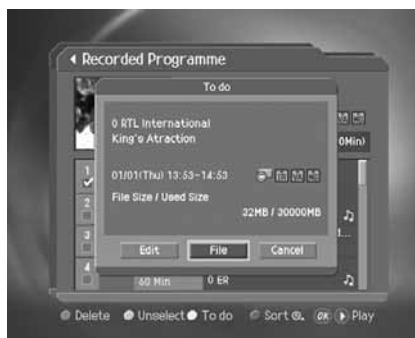 Recorded Programme
To do
0 RTL International
King's Atraction
0Min)
01/01(Thu) 13:53~14:53
File Size / Used Size
32MB / 30000MB
1
2
3
4
Edit File Cancel
60 Min 0 ER
Delete Unselect To do Sort OK Play